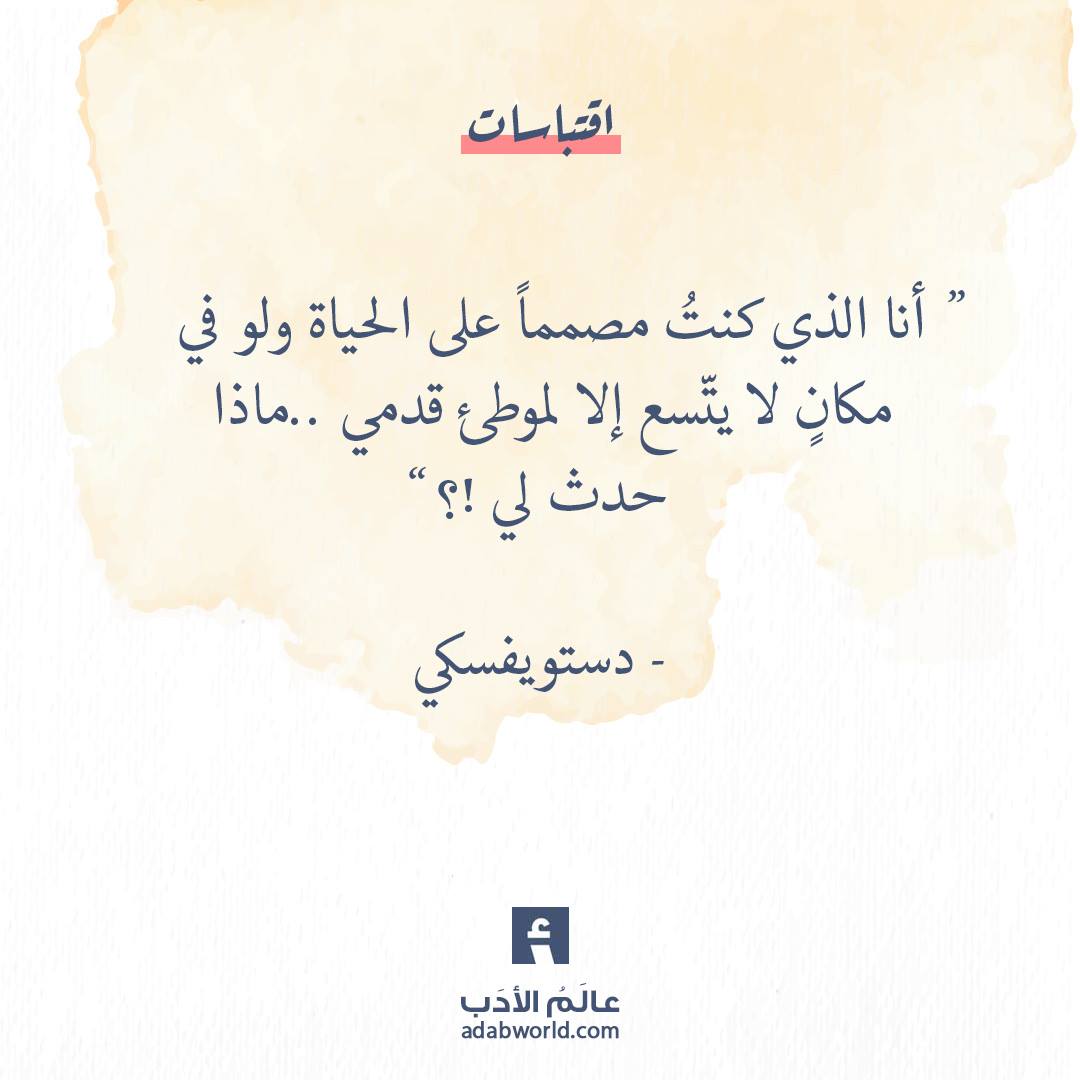 اقتباسات
” أنا الذي كنتُ مصمماً على الحياة ولو في
مكانٍ لا يتّسع إلا لموطئ قدمي ..ماذا
حدث لي !؟“
- دستويفسكي
أ
عالَمُ الأدَب
adabworld.com